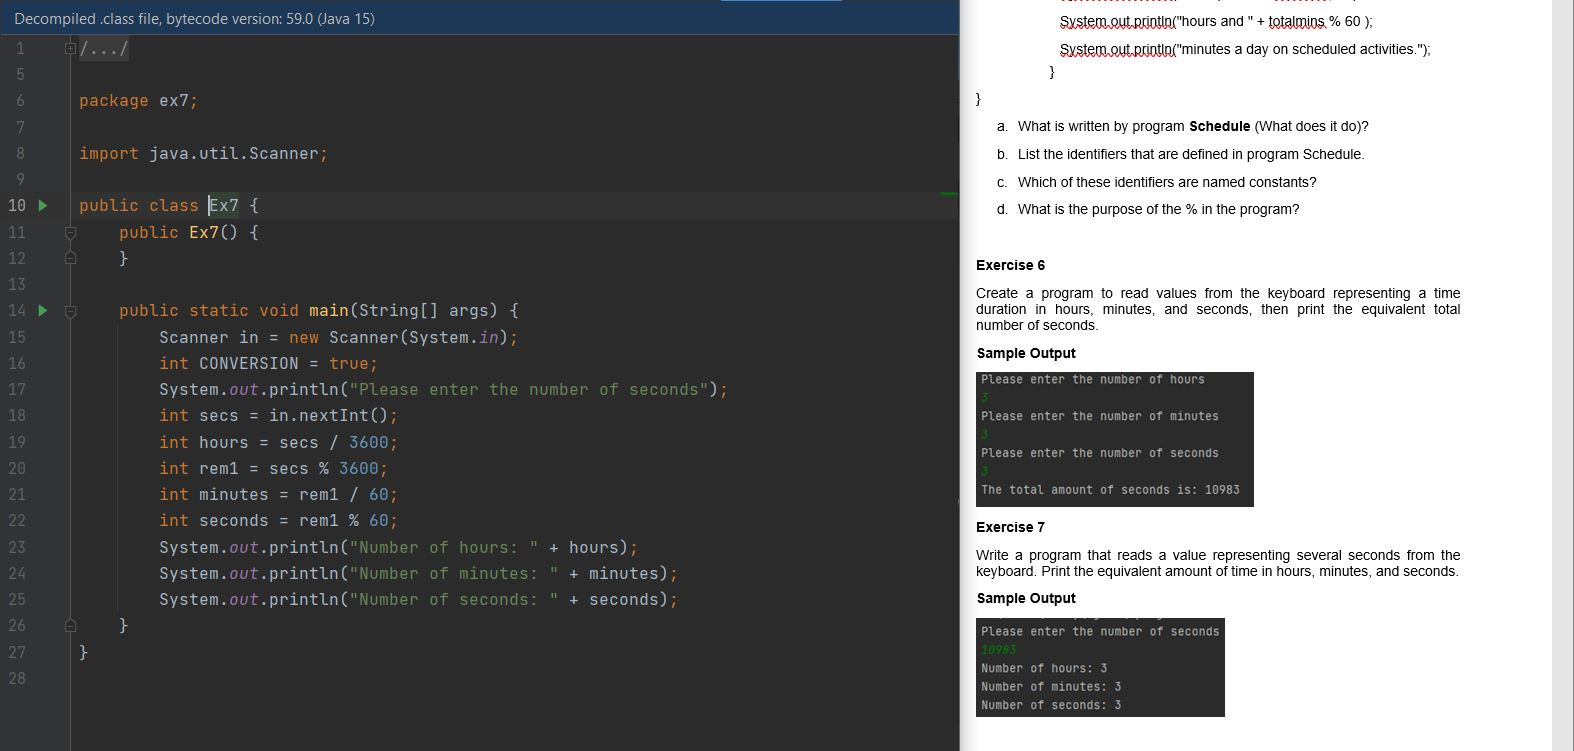 Decompiled .class file, bytecode version: 59.0 (Java 15)
1 /.../
5
6 package ex7;
7
8 import java.util.Scanner;
9
10 public class Ex7 {
11 public Ex7() {
12 }
13
14 public static void main(String[] args) {
15 Scanner in = new Scanner(System.in);
16 int CONVERSION = true;
17 System.out.println("Please enter the number of seconds");
18 int secs = in.nextInt();
19 int hours = secs / 3600;
20 int rem1 = secs % 3600;
21 int minutes = rem1 / 60;
22 int seconds = rem1 % 60;
23 System.out.println("Number of hours: " + hours);
24 System.out.println("Number of minutes: " + minutes);
25 System.out.println("Number of seconds: " + seconds);
26 }
27 }
28
System.out.println("hours and " + totalmins % 60 );
System.out.println("minutes a day on scheduled activities.");
}
}
a. What is written by program Schedule (What does it do)?
b. List the identifiers that are defined in program Schedule.
c. Which of these identifiers are named constants?
d. What is the purpose of the % in the program?
Exercise 6
Create a program to read values from the keyboard representing a time
duration in hours, minutes, and seconds, then print the equivalent total
number of seconds.
Sample Output
Please enter the number of hours
3
Please enter the number of minutes
3
Please enter the number of seconds
3
The total amount of seconds is: 10983
Exercise 7
Write a program that reads a value representing several seconds from the
keyboard. Print the equivalent amount of time in hours, minutes, and seconds.
Sample Output
Please enter the number of seconds
10983
Number of hours: 3
Number of minutes: 3
Number of seconds: 3